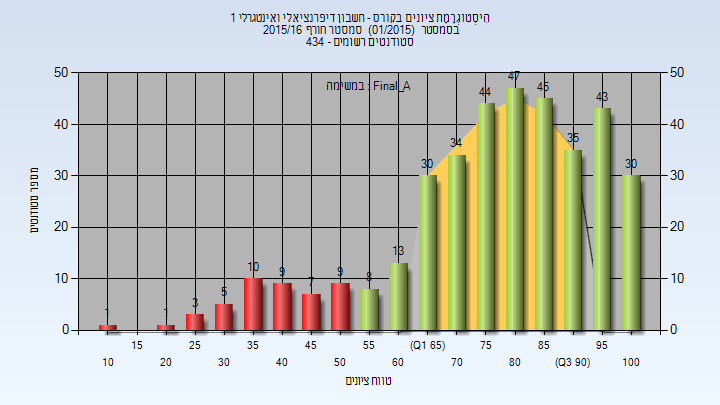 היסטוגרמת ציונים בקורס - חשבון דיפרנציאלי ואינטגרלי 1
בסמסטר (01/2015) סמסטר חורף 2015/16
סטודנטים רשומים - 434
במשימה : Final_A
50 50
40 40
30 30
20 20
10 10
0 0
1 1 3 5 10 9 7 9 8 13 30 34 44 47 45 35 43 30
מספר סטודנטים
15 25 35 45 55 (Q1 65) 75 85 95
10 20 30 40 50 60 70 80 (Q3 90) 100
טווח ציונים